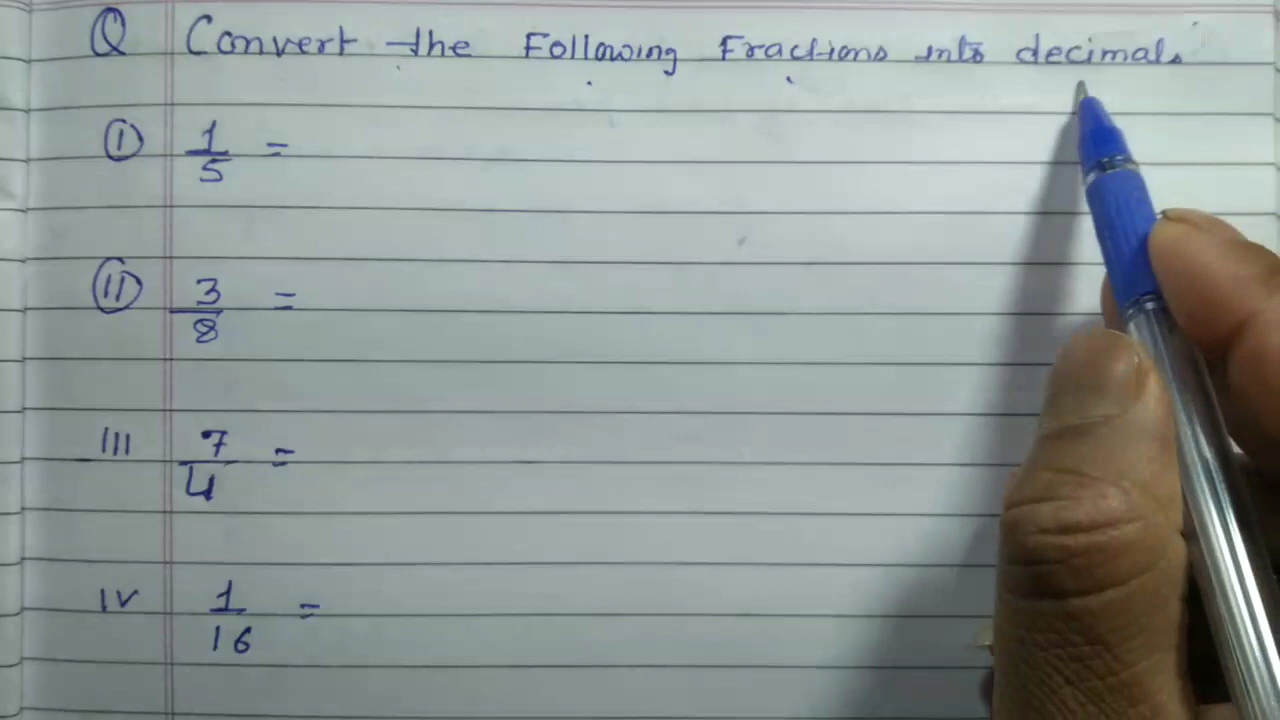 Q Convert the Following Fractions into decimals
(I) 1/5 =
(II) 3/8 =
III 7/4 =
IV 1/16 =